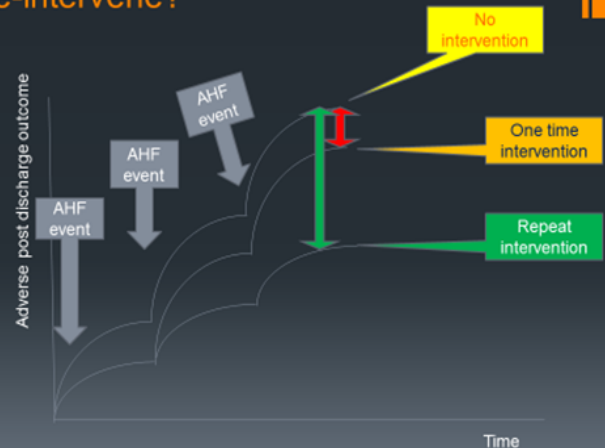 e-intervene?
No
intervention
AHF
event
AHF
event
AHF
event
One time
intervention
Repeat
intervention
Adverse post discharge outcome
Time